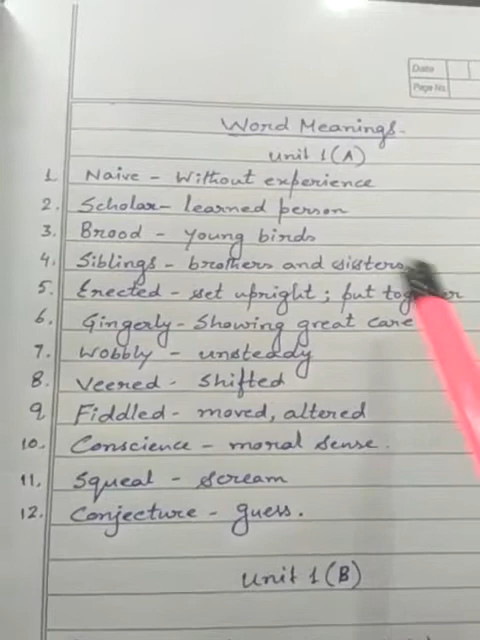 Date
Page No.
Word Meanings.
Unit 1 (A)
1. Naive - Without experience
2. Scholar - learned person
3. Brood - young birds
4. Siblings - brothers and sisters
5. Erected - set upright; put together
6. Gingerly - Showing great care
7. Wobbly - unsteddy
8. Veered - shifted
9. Fiddled - moved, altered
10. Conscience - moral sense.
11. Squeal - scream
12. Conjecture - guess.
Unit 1 (B)